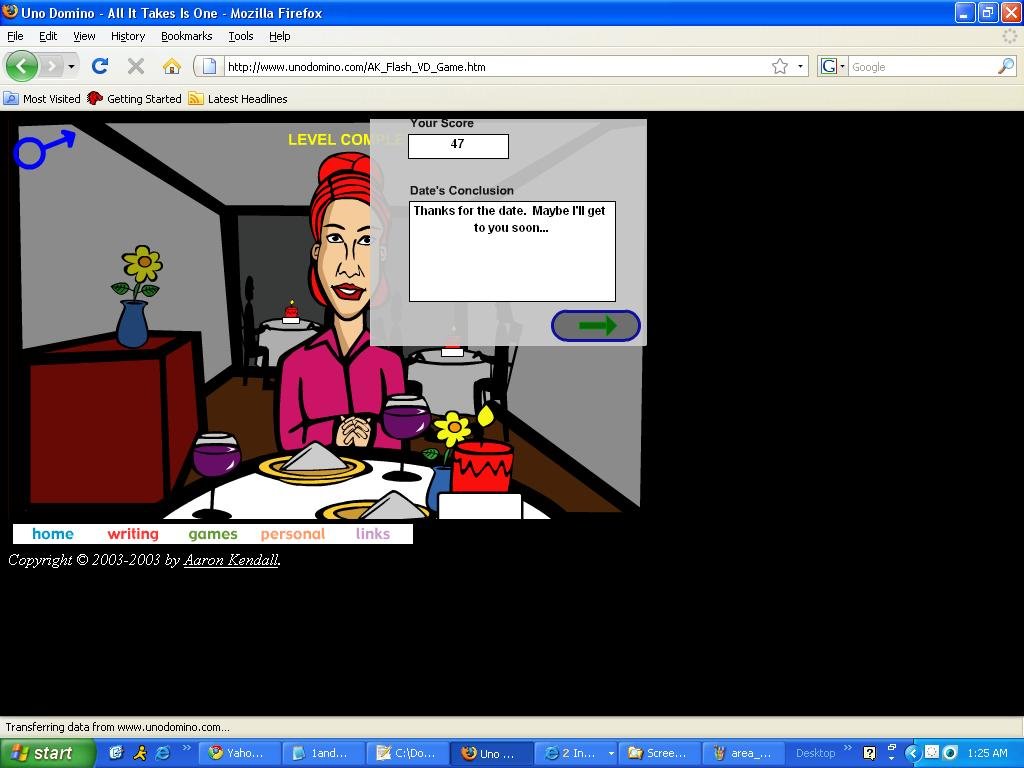 Uno Domino - All It Takes Is One - Mozilla Firefox
File Edit View History Bookmarks Tools Help
http://www.unodomino.com/AK_Flash_VD_Game.htm
G Google
Most Visited Getting Started Latest Headlines
LEVEL COMPLE
Your Score
47
Date's Conclusion
Thanks for the date. Maybe I'll get
to you soon...
home writing games personal links
Copyright © 2003-2003 by Aaron Kendall.
Transferring data from www.unodomino.com...
start Yaho... 1and... C:\Do... Uno ... 2 In... Scree... area_... Desktop 1:25 AM